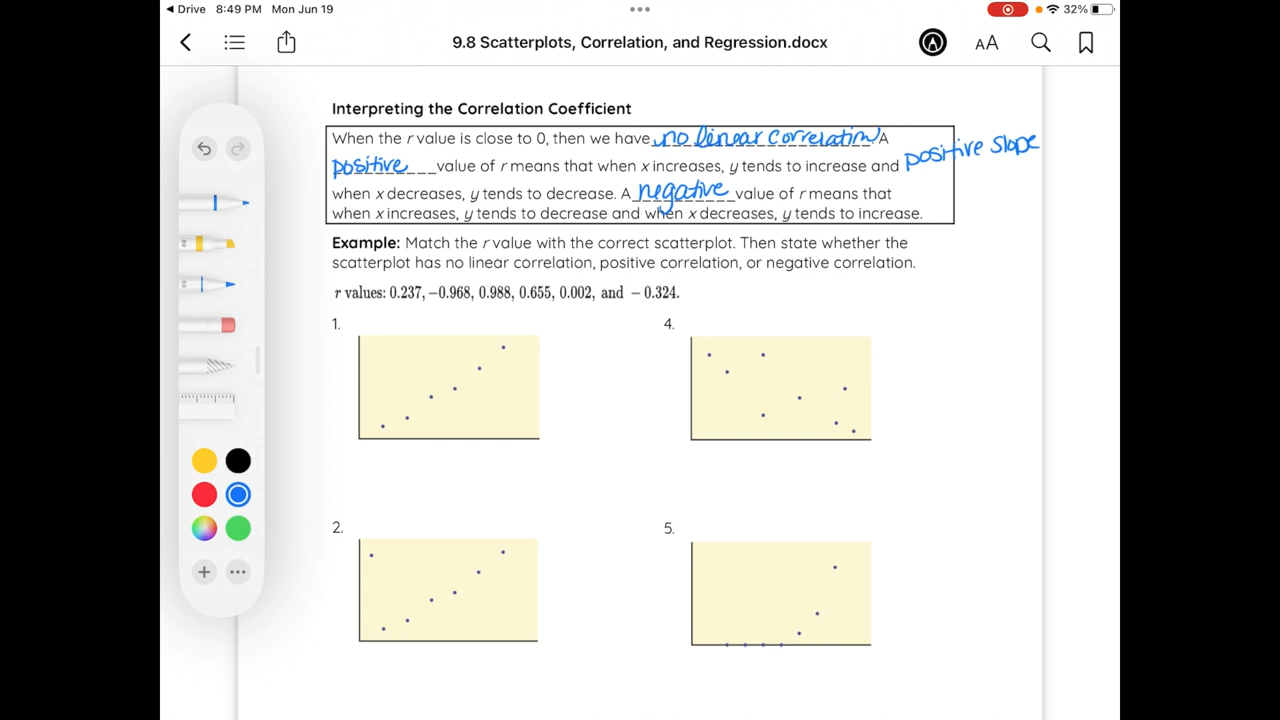 Drive 8:49 PM Mon Jun 19
32%
9.8 Scatterplots, Correlation, and Regression.docx
AA
Interpreting the Correlation Coefficient
When the r value is close to 0, then we have no linear correlation. A
positive value of r means that when x increases, y tends to increase and positive slope
when x decreases, y tends to decrease. A negative value of r means that
when x increases, y tends to decrease and when x decreases, y tends to increase.
Example: Match the r value with the correct scatterplot. Then state whether the
scatterplot has no linear correlation, positive correlation, or negative correlation.
r values: 0.237, −0.968, 0.988, 0.655, 0.002, and − 0.324.
1.
4.
2.
5.
80
50